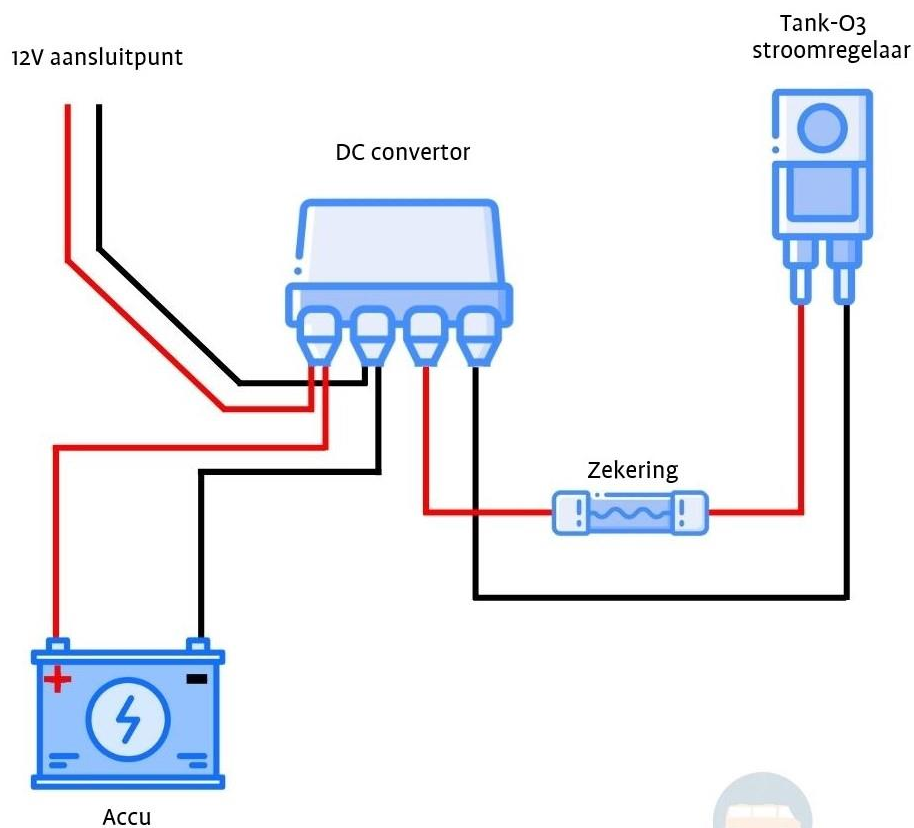 Tank-O3
stroomregelaar
12V aansluitpunt
DC convertor
Zekering
Accu